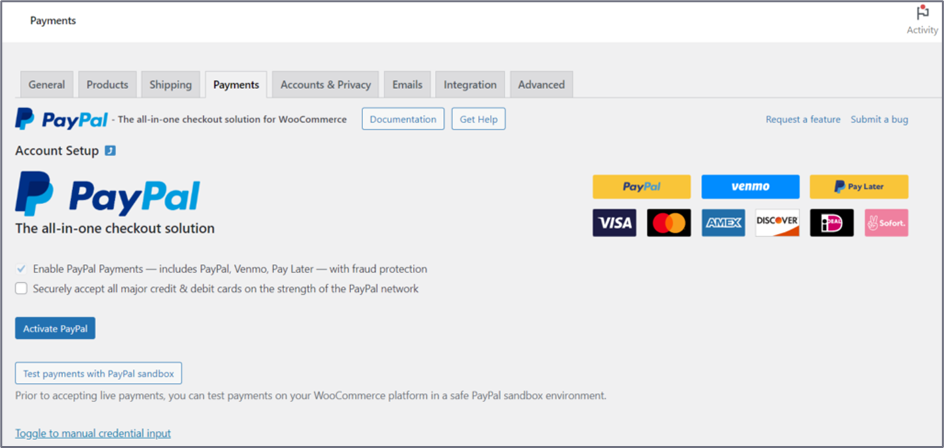 Payments
Activity
General Products Shipping Payments Accounts & Privacy Emails Integration Advanced
PayPal - The all-in-one checkout solution for WooCommerce Documentation Get Help Request a feature Submit a bug
Account Setup
PayPal
The all-in-one checkout solution
PayPal venmo Pay Later
VISA AMEX DISCOVER iDEAL Sofort.
Enable PayPal Payments — includes PayPal, Venmo, Pay Later — with fraud protection
Securely accept all major credit & debit cards on the strength of the PayPal network
Activate PayPal
Test payments with PayPal sandbox
Prior to accepting live payments, you can test payments on your WooCommerce platform in a safe PayPal sandbox environment.
Toggle to manual credential input